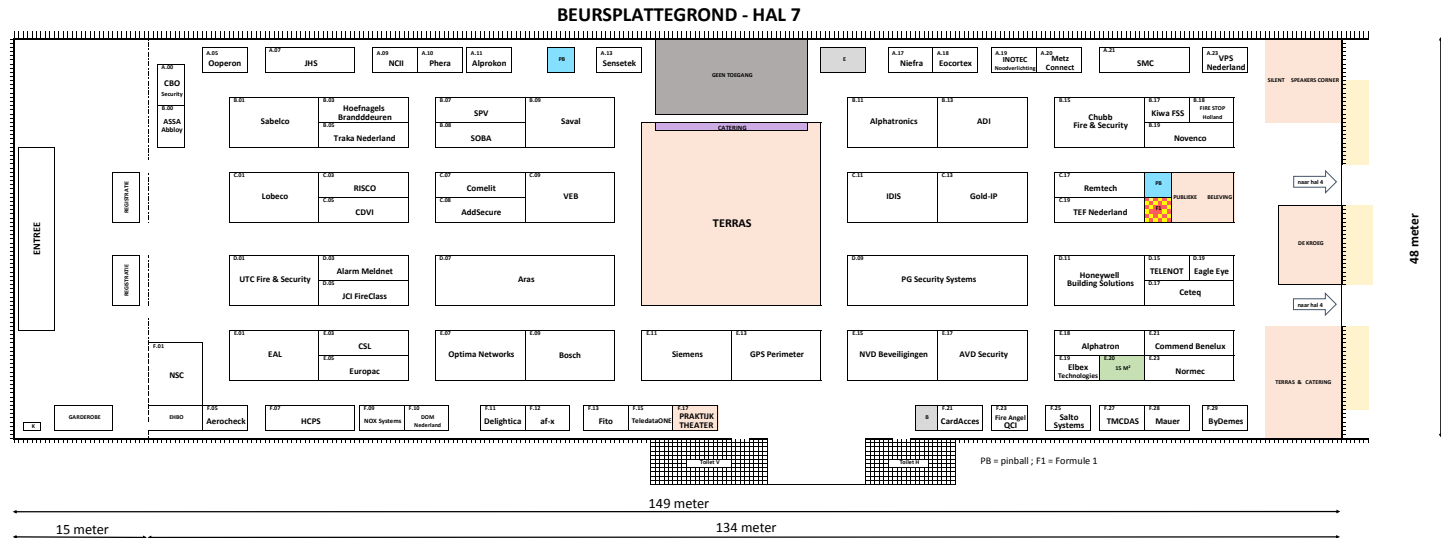 BEURSPLATTEGROND - HAL 7
A.00
CBO
Security
B.00
ASSA
Abbloy
A.05
Ooperon
A.07
JHS
A.09
NCII
A.10
Phera
A.11
Alprokon
PB
A.13
Sensetek
GEEN TOEGANG
E
A.17
Niefra
A.18
Eocortex
A.19
INOTEC
Noodverlichting
A.20
Metz
Connect
A.21
SMC
A.23
VPS
Nederland
SILENT SPEAKERS CORNER
B.01
Sabelco
B.03
Hoefnagels
Brandddeuren
B.05
Traka Nederland
B.07
SPV
B.08
SOBA
B.09
Saval
CATERING
TERRAS
B.11
Alphatronics
B.13
ADI
B.15
Chubb
Fire & Security
B.17
Kiwa FSS
B.18
FIRE STOP
Holland
B.19
Novenco
ENTREE
REGISTRATIE
REGISTRATIE
C.01
Lobeco
C.03
RISCO
C.05
CDVI
C.07
Comelit
C.08
AddSecure
C.09
VEB
C.11
IDIS
C.13
Gold-IP
C.17
Remtech
C.19
TEF Nederland
PB
F1
PUBLIEKE BELEVING
naar hal 4
DE KROEG
naar hal 4
48 meter
D.01
UTC Fire & Security
D.03
Alarm Meldnet
D.05
JCI FireClass
D.07
Aras
D.09
PG Security Systems
D.11
Honeywell
Building Solutions
D.15
TELENOT
D.19
Eagle Eye
D.17
Ceteq
E.01
EAL
E.03
CSL
E.05
Europac
E.07
Optima Networks
E.09
Bosch
E.11
Siemens
E.13
GPS Perimeter
E.15
NVD Beveiligingen
E.17
AVD Security
E.18
Alphatron
E.19
Elbex
Technologies
E.20
15 M²
E.21
Commend Benelux
E.23
Normec
TERRAS & CATERING
F.01
NSC
K
GARDEROBE
EHBO
F.05
Aerocheck
F.07
HCPS
F.09
NOX Systems
F.10
DOM
Nederland
F.11
Delightica
F.12
af-x
F.13
Fito
F.15
TeledataONE
F.17
PRAKTIJK
THEATER
B
F.21
CardAcces
F.23
Fire Angel
QCI
F.25
Salto
Systems
F.27
TMCDAS
F.28
Mauer
F.29
ByDemes
Toilet V
Toilet H
PB = pinball ; F1 = Formule 1
149 meter
15 meter
134 meter